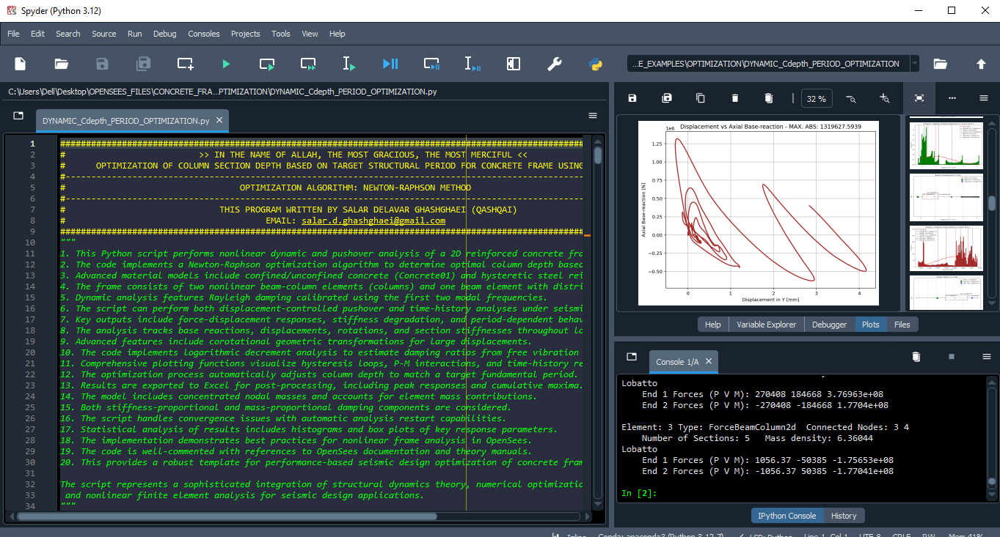 Spyder (Python 3.12)
File Edit Search Source Run Debug Consoles Projects Tools View Help
...E_EXAMPLES\OPTIMIZATION\DYNAMIC_Cdepth_PERIOD_OPTIMIZATION
C:\Users\Dell\Desktop\OPENSEES_FILES\CONCRETE_FRA...PTIMIZATION\DYNAMIC_Cdepth_PERIOD_OPTIMIZATION.py
DYNAMIC_Cdepth_PERIOD_OPTIMIZATION.py
1 ####################################################################################################
2 # >> IN THE NAME OF ALLAH, THE MOST GRACIOUS, THE MOST MERCIFUL <<
3 # OPTIMIZATION OF COLUMN SECTION DEPTH BASED ON TARGET STRUCTURAL PERIOD FOR CONCRETE FRAME USING
4 #----------------------------------------------------------------------------------------------------
5 # OPTIMIZATION ALGORITHM: NEWTON-RAPHSON METHOD
6 #----------------------------------------------------------------------------------------------------
7 # THIS PROGRAM WRITTEN BY SALAR DELAVAR GHASHGHAEI (QASHQAI)
8 # EMAIL: salar.d.ghashghaei@gmail.com
9 ####################################################################################################
10 """
11 1. This Python script performs nonlinear dynamic and pushover analysis of a 2D reinforced concrete fra
12 2. The code implements a Newton-Raphson optimization algorithm to determine optimal column depth based
13 3. Advanced material models include confined/unconfined concrete (Concrete01) and hysteretic steel rei
14 4. The frame consists of two nonlinear beam-column elements (columns) and one beam element with distri
15 5. Dynamic analysis features Rayleigh damping calibrated using the first two modal frequencies.
16 6. The script can perform both displacement-controlled pushover and time-history analyses under seismi
17 7. Key outputs include force-displacement responses, stiffness degradation, and period-dependent behav
18 8. The analysis tracks base reactions, displacements, rotations, and section stiffnesses throughout lo
19 9. Advanced features include corotational geometric transformations for large displacements.
20 10. The code implements logarithmic decrement analysis to estimate damping ratios from free vibration
21 11. Comprehensive plotting functions visualize hysteresis loops, P-M interactions, and time-history re
22 12. The optimization process automatically adjusts column depth to match a target fundamental period.
23 13. Results are exported to Excel for post-processing, including peak responses and cumulative maxima.
24 14. The model includes concentrated nodal masses and accounts for element mass contributions.
25 15. Both stiffness-proportional and mass-proportional damping components are considered.
26 16. The script handles convergence issues with automatic analysis restart capabilities.
27 17. Statistical analysis of results includes histograms and box plots of key response parameters.
28 18. The implementation demonstrates best practices for nonlinear frame analysis in OpenSees.
29 19. The code is well-commented with references to OpenSees documentation and theory manuals.
30 20. This provides a robust template for performance-based seismic design optimization of concrete fram
31
32 The script represents a sophisticated integration of structural dynamics theory, numerical optimizatio
33 and nonlinear finite element analysis for seismic design applications.
34 """
32 %
1e6 Displacement vs Axial Base-reaction - MAX. ABS: 1319627.5939
Axial Base-reaction [N]
1.25
1.00
0.75
0.50
0.25
0.00
−0.25
−0.50
0 1 2 3 4
Displacement in Y [mm]
Help Variable Explorer Debugger Plots Files
Console 1/A
Lobatto
End 1 Forces (P V M): 270408 184668 3.76963e+08
End 2 Forces (P V M): -270408 -184668 1.7704e+08
Element: 3 Type: ForceBeamColumn2d Connected Nodes: 3 4
Number of Sections: 5 Mass density: 6.36044
Lobatto
End 1 Forces (P V M): 1056.37 -50385 -1.75653e+08
End 2 Forces (P V M): -1056.37 50385 -1.77041e+08
In [2]:
IPython Console History
Inline Conda: anaconda3 (Python 3.12.7) LSP: Python Line 1, Col 1 UTF-8 CRLF RW Mem 41%